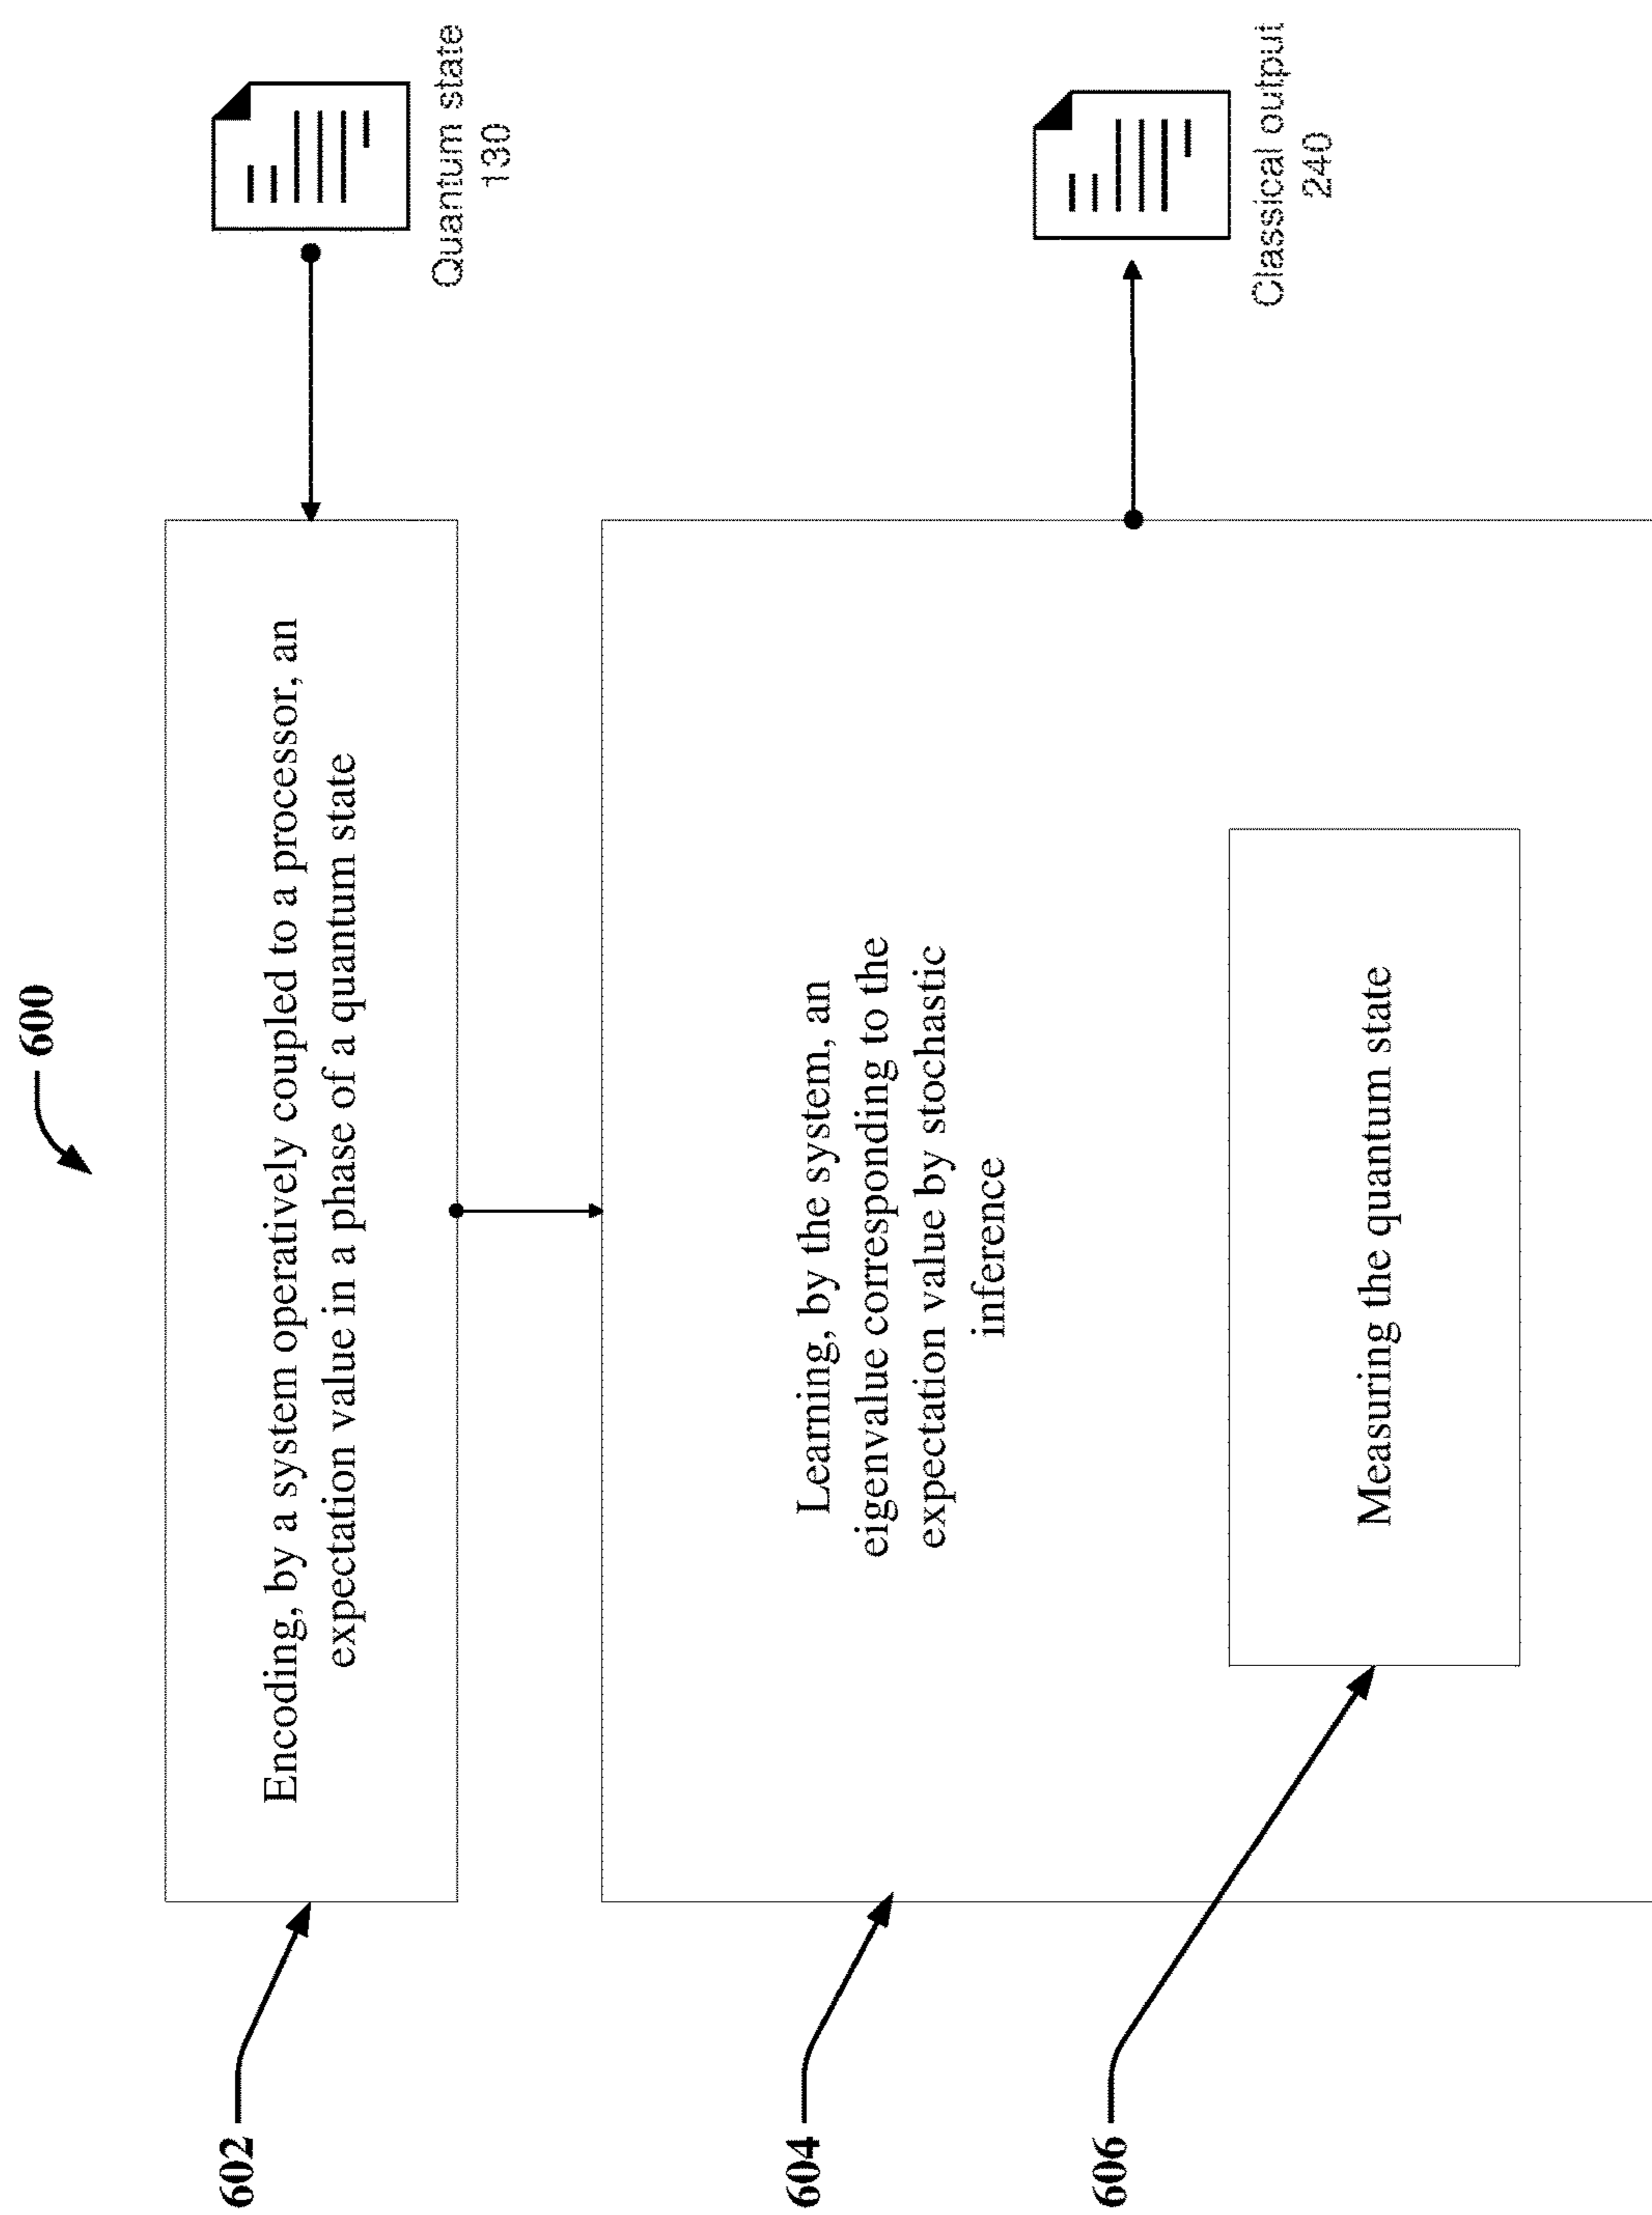 600
602
Encoding, by a system operatively coupled to a processor, an
expectation value in a phase of a quantum state
Quantum state
130
604
Learning, by the system, an
eigenvalue corresponding to the
expectation value by stochastic
inference
Classical output
240
606
Measuring the quantum state